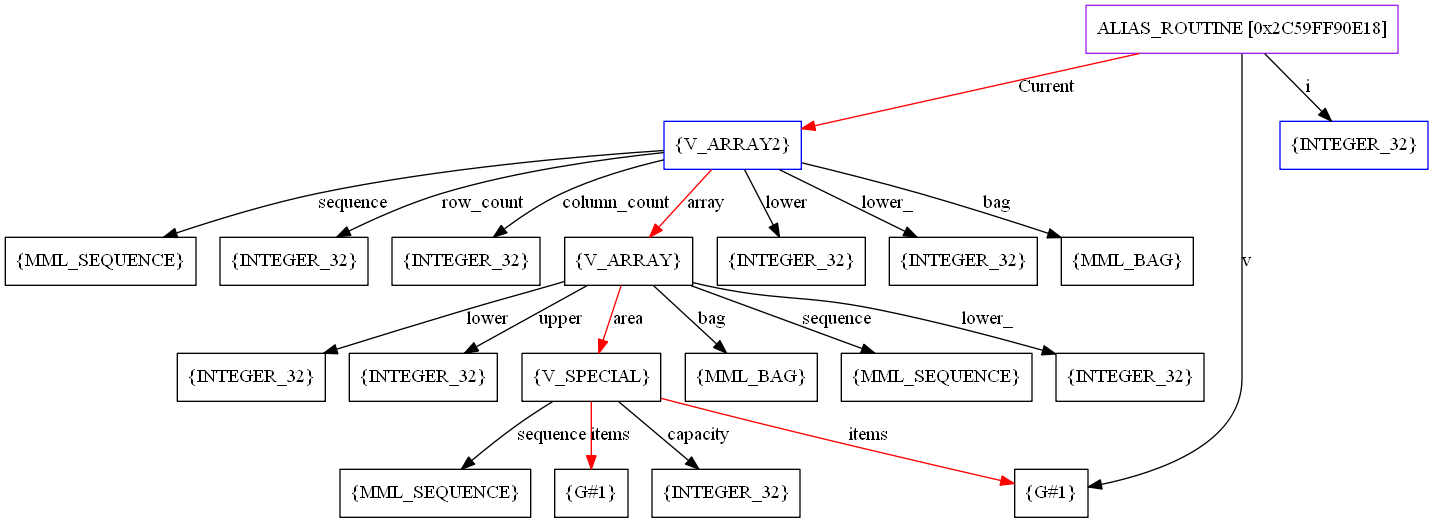 ALIAS_ROUTINE [0x2C59FF90E18]
Current
i
{V_ARRAY2}
{INTEGER_32}
sequence
row_count
column_count
array
lower
lower_
bag
v
{MML_SEQUENCE}
{INTEGER_32}
{INTEGER_32}
{V_ARRAY}
{INTEGER_32}
{INTEGER_32}
{MML_BAG}
lower
upper
area
bag
sequence
lower_
{INTEGER_32}
{INTEGER_32}
{V_SPECIAL}
{MML_BAG}
{MML_SEQUENCE}
{INTEGER_32}
sequence
items
capacity
items
{MML_SEQUENCE}
{G#1}
{INTEGER_32}
{G#1}